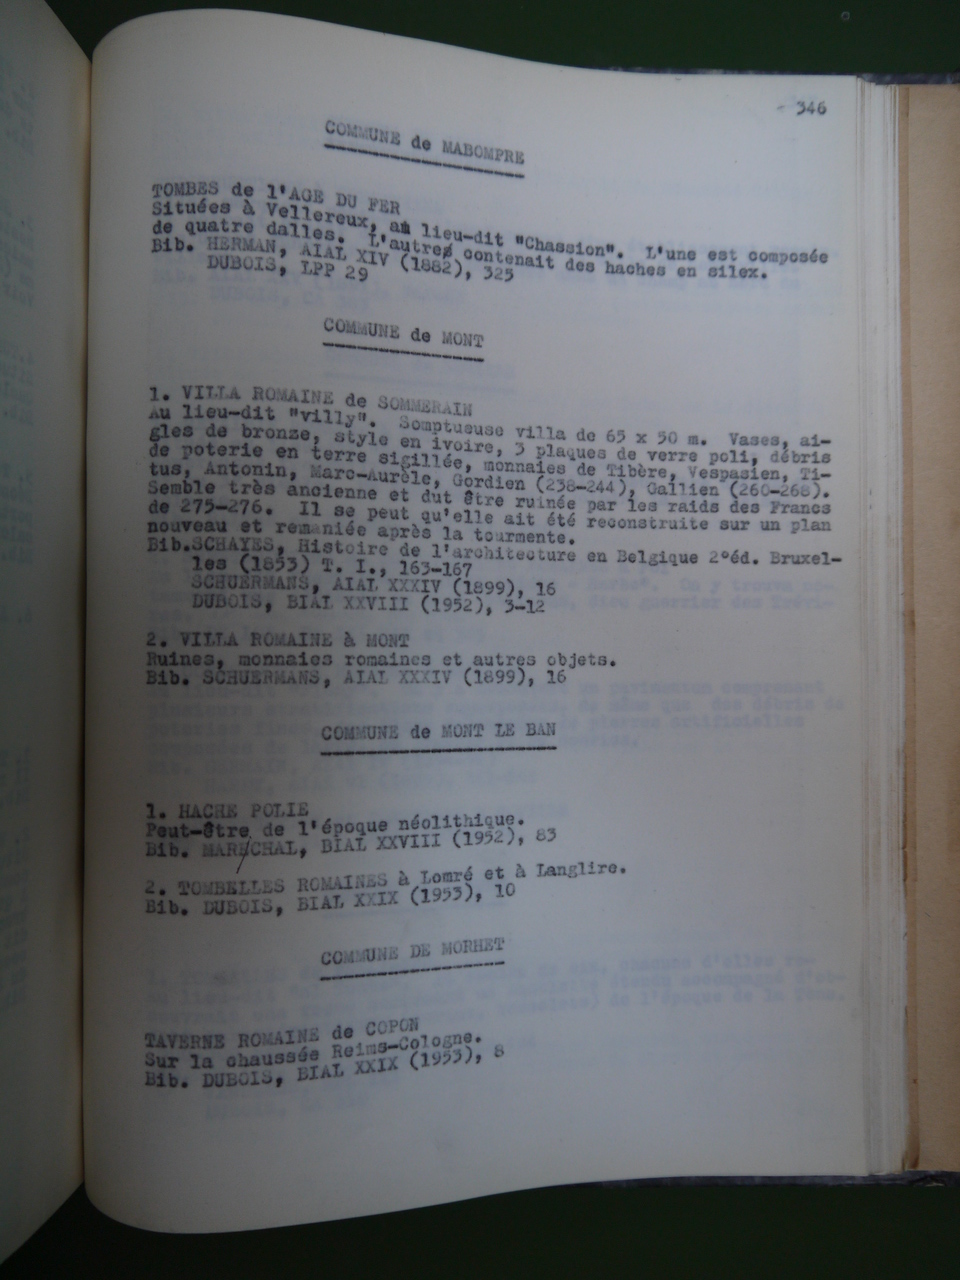 346
COMMUNE de MABOMPRE
TOMBES de l'AGE DU FER
Situées à Vellereux, au lieu-dit "Chassion". L'une est composée
de quatre dalles. L'autre contenait des haches en silex.
Bib. HERMAN, AIAL XIV (1882), 325
DUBOIS, LPP 29
COMMUNE de MONT
1. VILLA ROMAINE de SOMMERAIN
Au lieu-dit "villy". Somptueuse villa de 65 x 50 m. Vases, ai-
gles de bronze, style en ivoire, 3 plaques de verre poli, débris
de poterie en terre sigillée, monnaies de Tibère, Vespasien, Ti-
tus, Antonin, Marc-Aurèle, Gordien (238-244), Gallien (260-268).
Semble très ancienne et dut être ruinée par les raids des Francs
de 275-276. Il se peut qu'elle ait été reconstruite sur un plan
nouveau et remaniée après la tourmente.
Bib.SCHAYES, Histoire de l'architecture en Belgique 2°éd. Bruxel-
les (1853) T. I., 163-167
SCHUERMANS, AIAL XXXIV (1899), 16
DUBOIS, BIAL XXVIII (1952), 3-12
2. VILLA ROMAINE à MONT
Ruines, monnaies romaines et autres objets.
Bib. SCHUERMANS, AIAL XXXIV (1899), 16
COMMUNE de MONT LE BAN
1. HACHE POLIE
Peut-être de l'époque néolithique.
Bib. MARECHAL, BIAL XXVIII (1952), 83
2. TOMBELLES ROMAINES à Lomré et à Langlire.
Bib. DUBOIS, BIAL XXIX (1953), 10
COMMUNE DE MORHET
TAVERNE ROMAINE de COPON
Sur la chaussée Reims-Cologne.
Bib. DUBOIS, BIAL XXIX (1953), 8